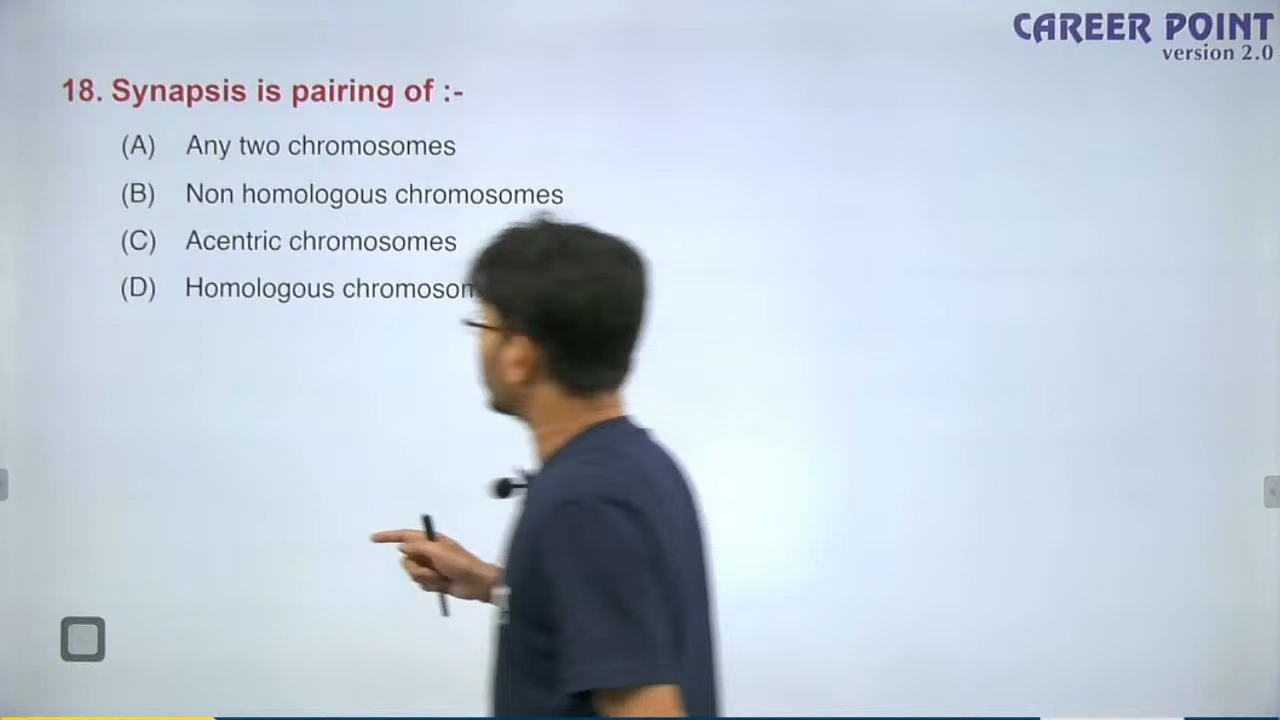 CAREER POINT
version 2.0
18. Synapsis is pairing of :-
(A) Any two chromosomes
(B) Non homologous chromosomes
(C) Acentric chromosomes
(D) Homologous